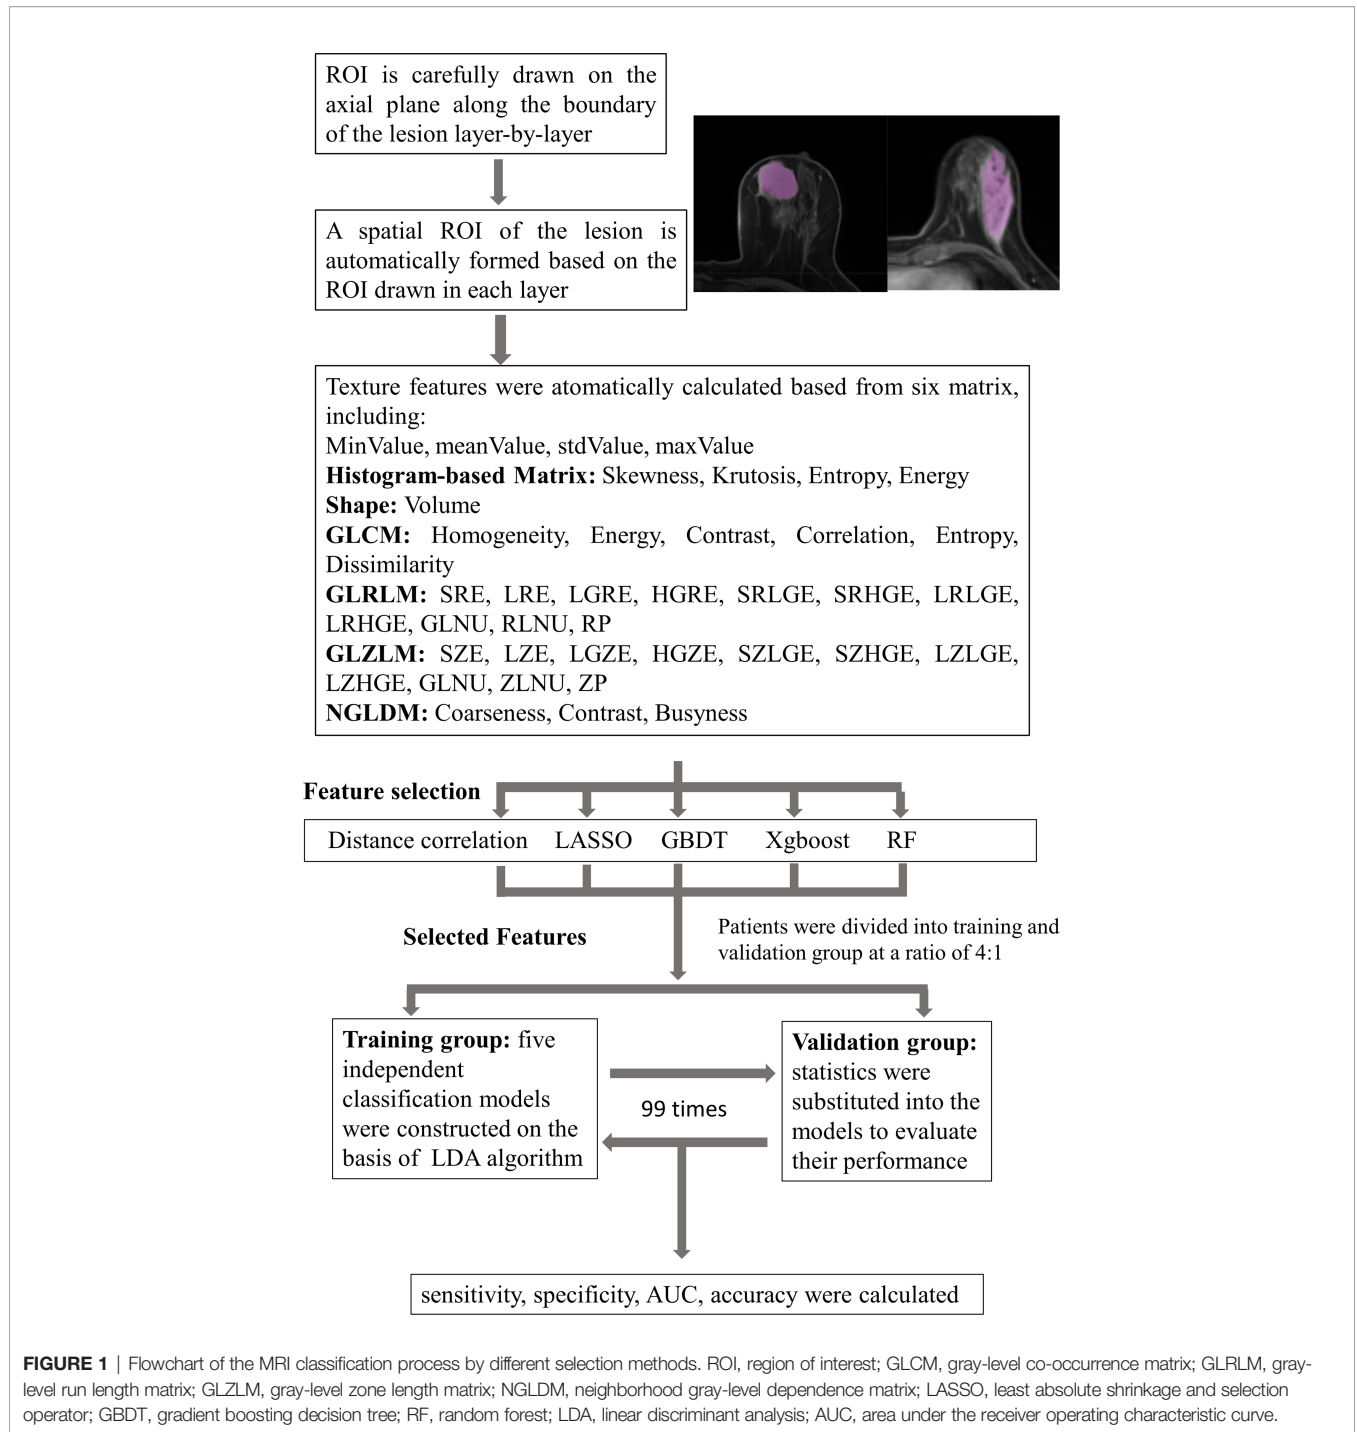 ROI is carefully drawn on the
axial plane along the boundary
of the lesion layer-by-layer
A spatial ROI of the lesion is
automatically formed based on the
ROI drawn in each layer
Texture features were atomatically calculated based from six matrix,
including:
MinValue, meanValue, stdValue, maxValue
Histogram-based Matrix: Skewness, Krutosis, Entropy, Energy
Shape: Volume
GLCM: Homogeneity, Energy, Contrast, Correlation, Entropy,
Dissimilarity
GLRLM: SRE, LRE, LGRE, HGRE, SRLGE, SRHGE, LRLGE,
LRHGE, GLNU, RLNU, RP
GLZLM: SZE, LZE, LGZE, HGZE, SZLGE, SZHGE, LZLGE,
LZHGE, GLNU, ZLNU, ZP
NGLDM: Coarseness, Contrast, Busyness
Feature selection
Distance correlation LASSO GBDT Xgboost RF
Selected Features
Patients were divided into training and
validation group at a ratio of 4:1
Training group: five
independent
classification models
were constructed on the
basis of LDA algorithm
99 times
Validation group:
statistics were
substituted into the
models to evaluate
their performance
sensitivity, specificity, AUC, accuracy were calculated
FIGURE 1 | Flowchart of the MRI classification process by different selection methods. ROI, region of interest; GLCM, gray-level co-occurrence matrix; GLRLM, gray-
level run length matrix; GLZLM, gray-level zone length matrix; NGLDM, neighborhood gray-level dependence matrix; LASSO, least absolute shrinkage and selection
operator; GBDT, gradient boosting decision tree; RF, random forest; LDA, linear discriminant analysis; AUC, area under the receiver operating characteristic curve.